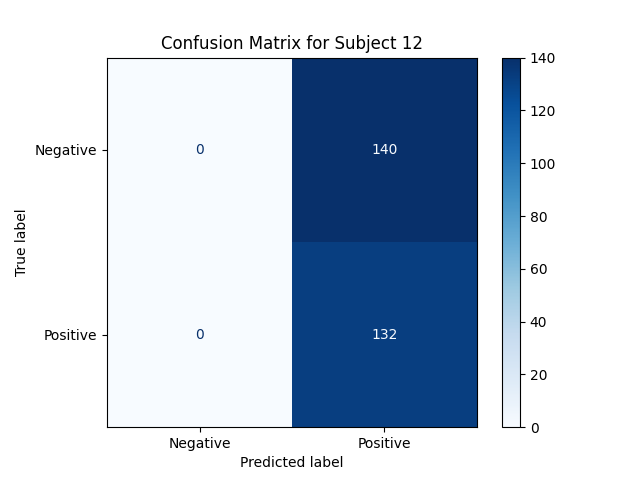 Confusion Matrix for Subject 12
True label
Negative
0
140
Positive
0
132
Negative
Positive
Predicted label
140
120
100
80
60
40
20
0